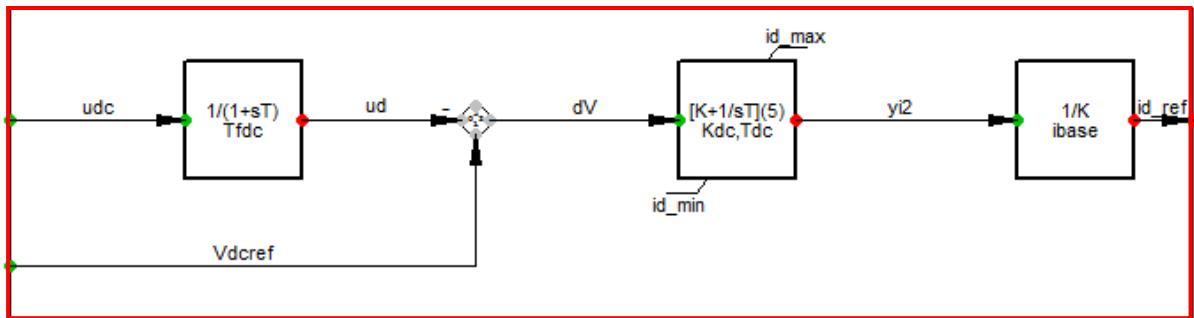 id_max
udc
1/(1+sT)
Tfdc
ud
-
dV
[K+1/sT](5)
Kdc,Tdc
yi2
1/K
ibase
id_ref
id_min
Vdcref